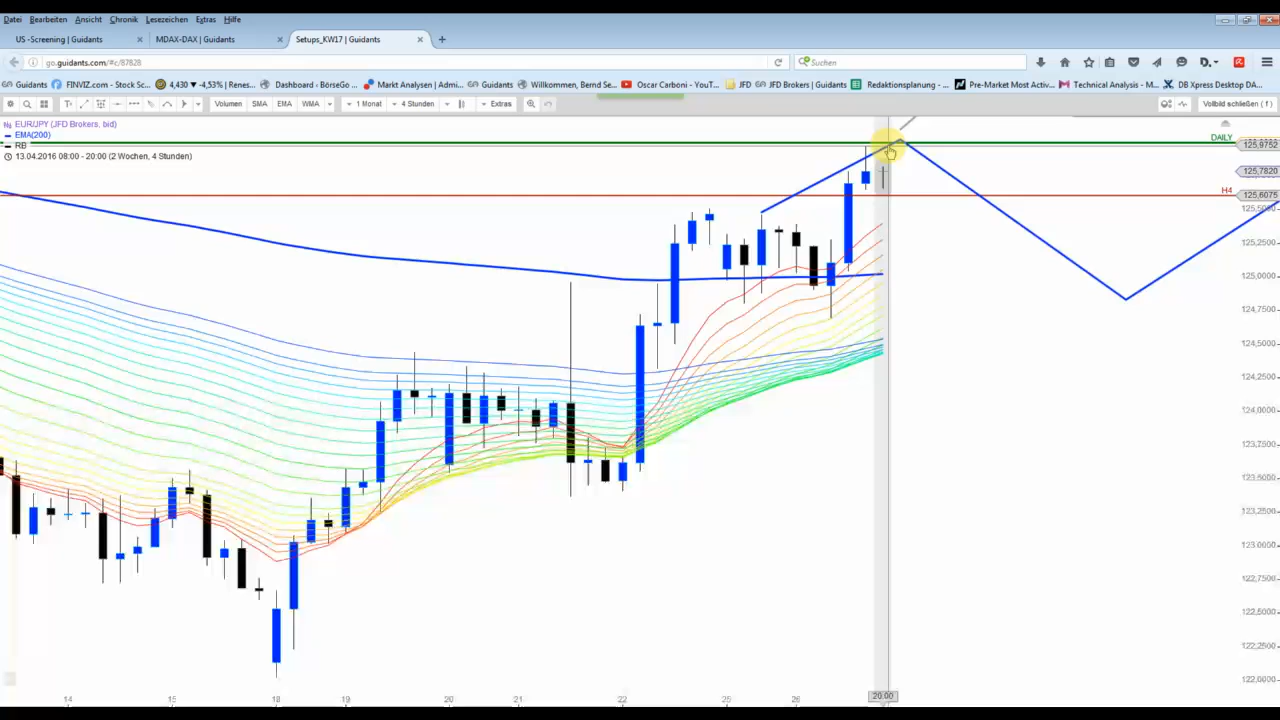 Datei Bearbeiten Ansicht Chronik Lesezeichen Extras Hilfe
US -Screening | Guidants MDAX-DAX | Guidants Setups_KW17 | Guidants
go.guidants.com/#c/87828 Suchen
Guidants FINVIZ.com 4,430 -4,53% | Renes... Dashboard ‹ BörseGo ... Markt Analysen | Admi... Guidants Willkommen, Bernd Se... Oscar Carboni - YouT... JFD JFD Brokers | Guidants Redaktionsplanung - ... Pre-Market Most Activ... Technical Analysis - M... DB Xpress Desktop DA...
T Volumen SMA EMA WMA 1 Monat 4 Stunden Extras Vollbild schließen ( f )
EUR/JPY (JFD Brokers, bid)
EMA(200)
RB
13.04.2016 08:00 - 20:00 (2 Wochen, 4 Stunden)
DAILY
125,9752
125,7820
H4
125,6075
125,5000
125,2500
125,0000
124,7500
124,5000
124,2500
124,0000
123,7500
123,5000
123,2500
123,0000
122,7500
122,5000
122,2500
122,0000
14 15 18 19 20 21 22 25 26 20:00